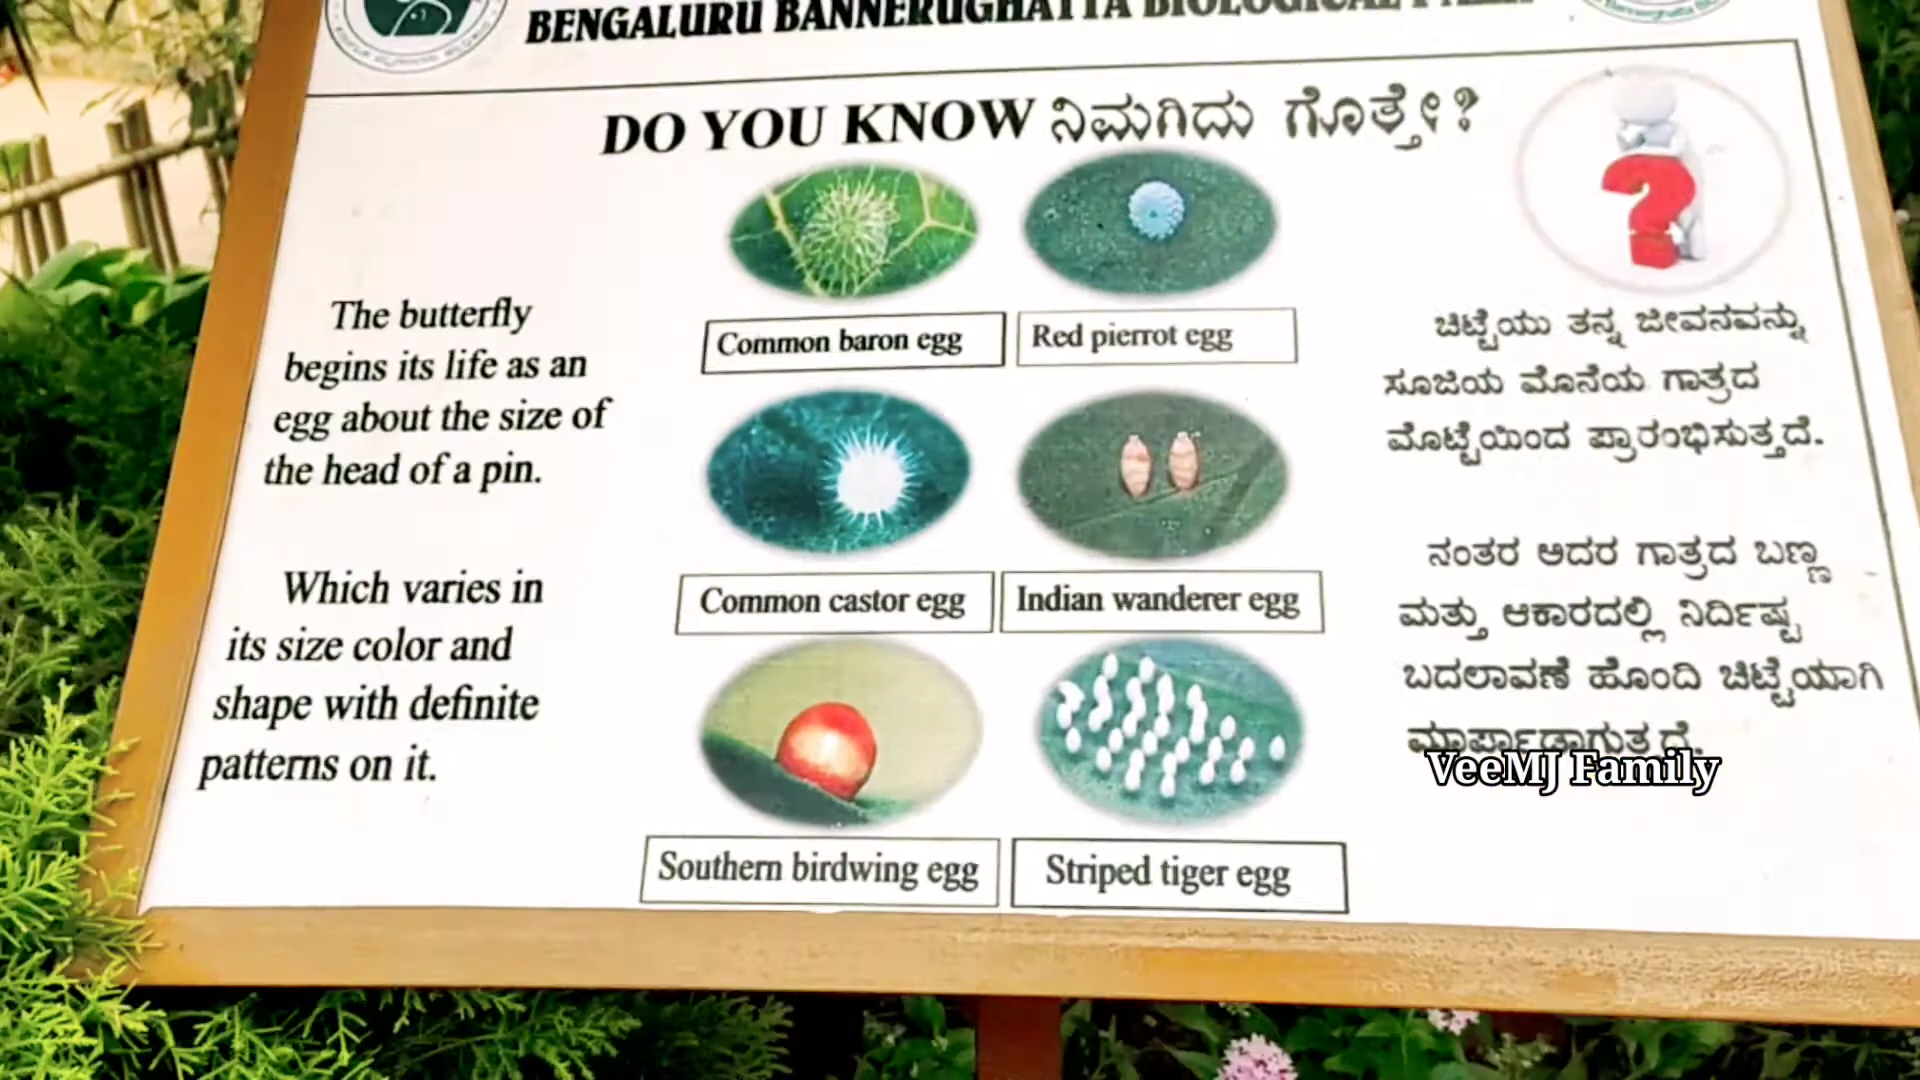 BENGALURU BANNERUGHATTA BIOLOGICAL PARK
DO YOU KNOW ನಿಮಗಿದು ಗೊತ್ತೇ?
The butterfly
begins its life as an
egg about the size of
the head of a pin.
Which varies in
its size color and
shape with definite
patterns on it.
Common baron egg
Red pierrot egg
Common castor egg
Indian wanderer egg
Southern birdwing egg
Striped tiger egg
?
ಚಿಟ್ಟೆಯು ತನ್ನ ಜೀವನವನ್ನು
ಸೂಜಿಯ ಮೊನೆಯ ಗಾತ್ರದ
ಮೊಟ್ಟೆಯಿಂದ ಪ್ರಾರಂಭಿಸುತ್ತದೆ.
ನಂತರ ಅದರ ಗಾತ್ರದ ಬಣ್ಣ
ಮತ್ತು ಆಕಾರದಲ್ಲಿ ನಿರ್ದಿಷ್ಟ
ಬದಲಾವಣೆ ಹೊಂದಿ ಚಿಟ್ಟೆಯಾಗಿ
ಮಾರ್ಪಾಡಾಗುತ್ತದೆ.
VeeMJ Family